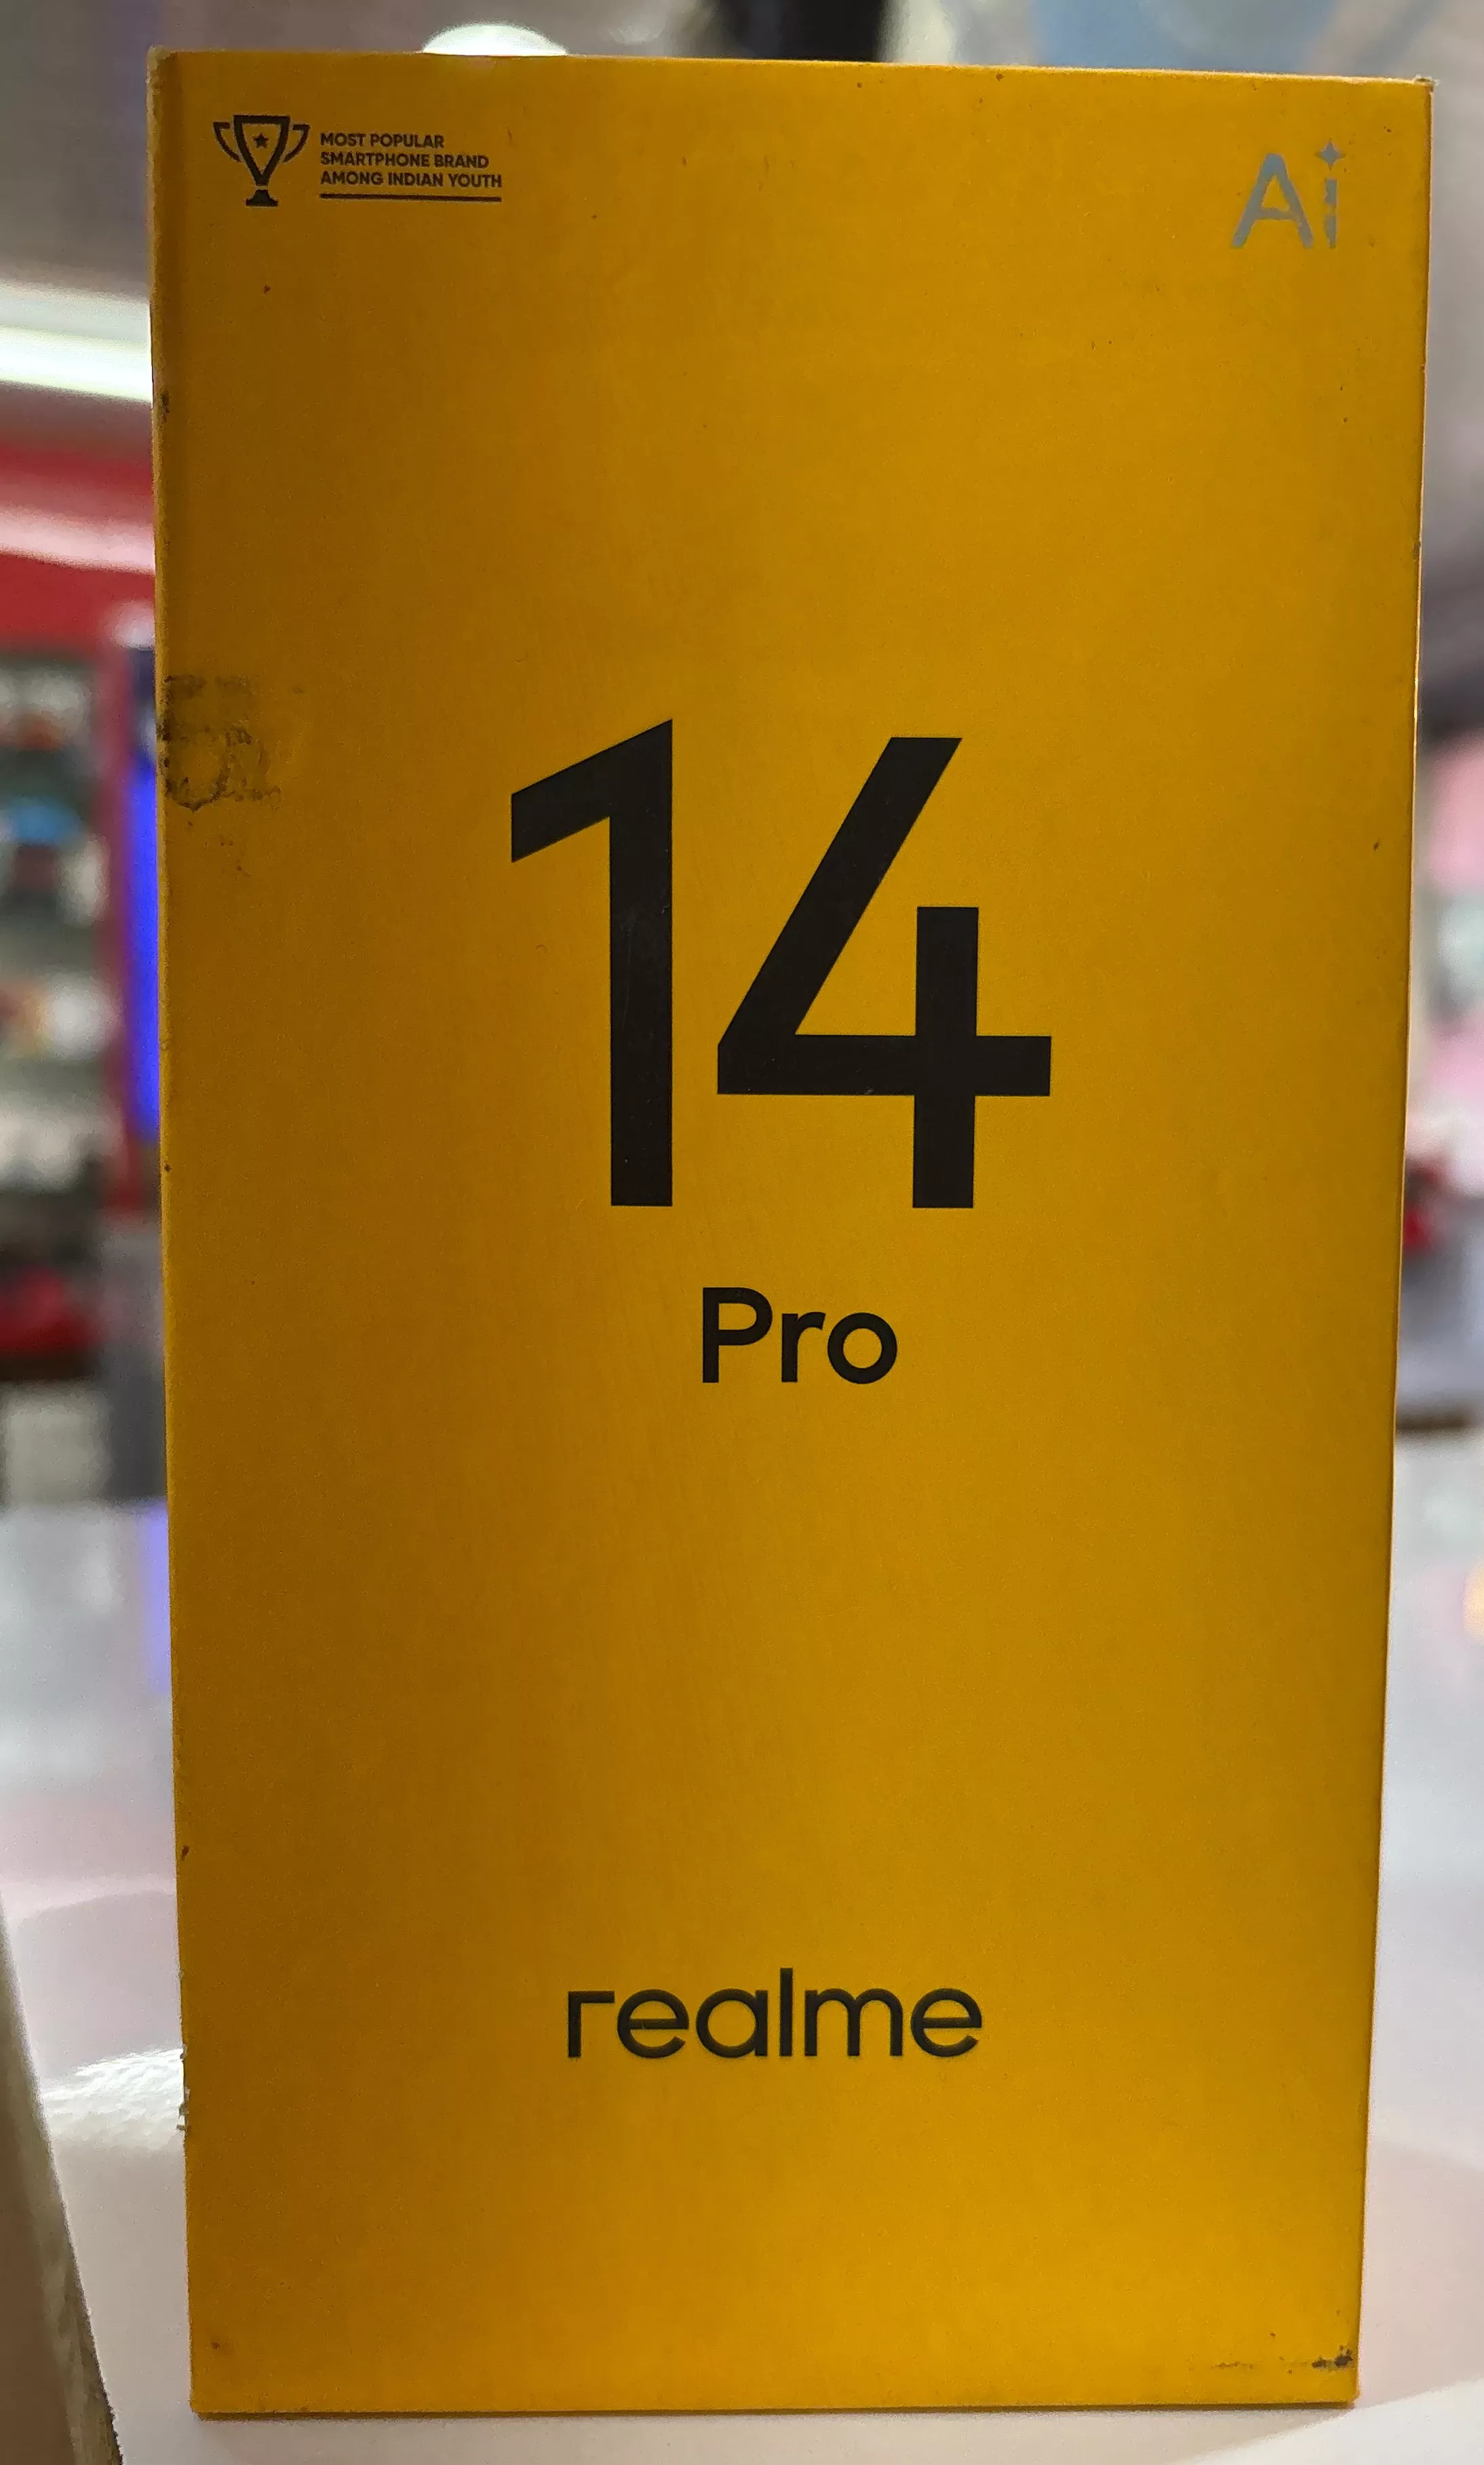 MOST POPULAR
SMARTPHONE BRAND
AMONG INDIAN YOUTH
Ai
14
Pro
realme